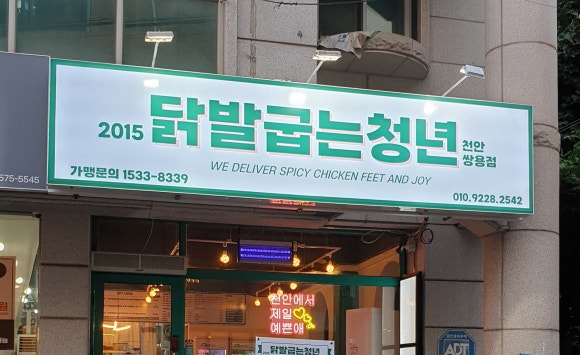 2015 닭발굽는청년 천안
쌍용점
WE DELIVER SPICY CHICKEN FEET AND JOY
가맹문의 1533-8339
010.9228.2542
575-5545
천안에서
제일
예쁜애
닭발굽는청년
ADT